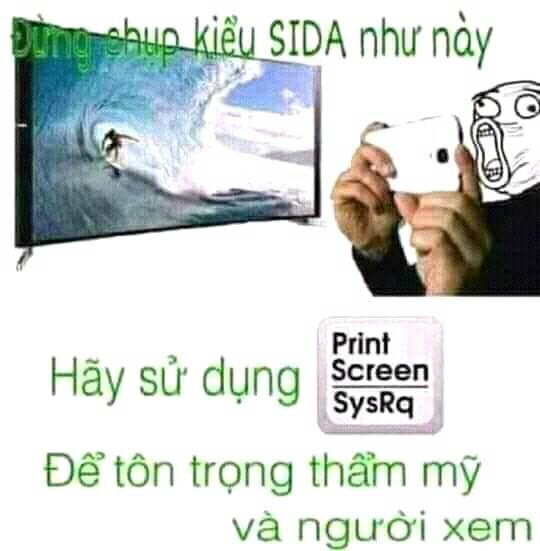 Đừng chụp kiểu SIDA như này
Hãy sử dụng
Print
Screen
SysRq
Để tôn trọng thẩm mỹ
và người xem